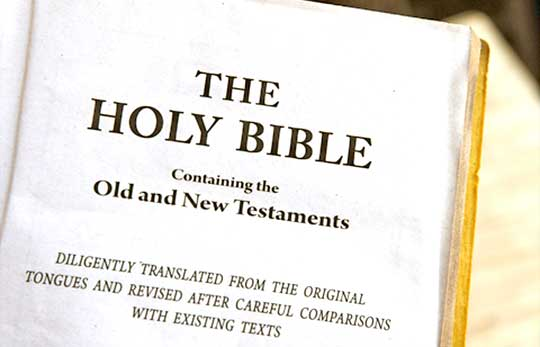 THE
HOLY BIBLE
Containing the
Old and New Testaments
DILIGENTLY TRANSLATED FROM THE ORIGINAL
TONGUES AND REVISED AFTER CAREFUL COMPARISONS
WITH EXISTING TEXTS